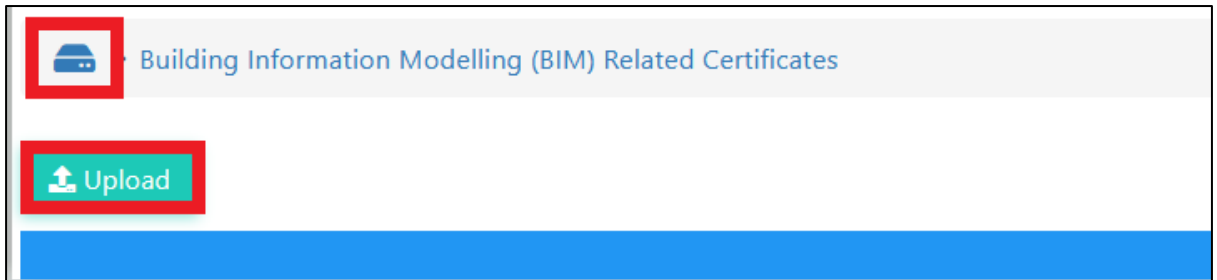 Building Information Modelling (BIM) Related Certificates
Upload